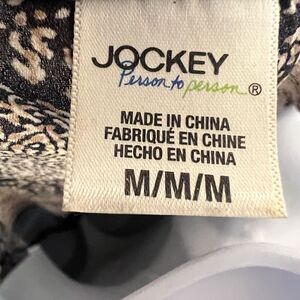 JOCKEY
Person to person®
MADE IN CHINA
FABRIQUÉ EN CHINE
HECHO EN CHINA
M/M/M